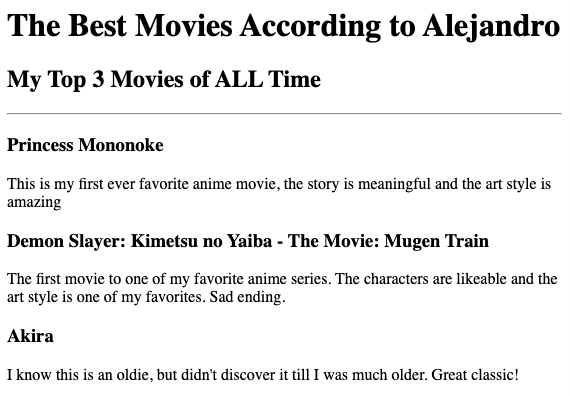 The Best Movies According to Alejandro
My Top 3 Movies of ALL Time
Princess Mononoke
This is my first ever favorite anime movie, the story is meaningful and the art style is
amazing
Demon Slayer: Kimetsu no Yaiba - The Movie: Mugen Train
The first movie to one of my favorite anime series. The characters are likeable and the
art style is one of my favorites. Sad ending.
Akira
I know this is an oldie, but didn't discover it till I was much older. Great classic!